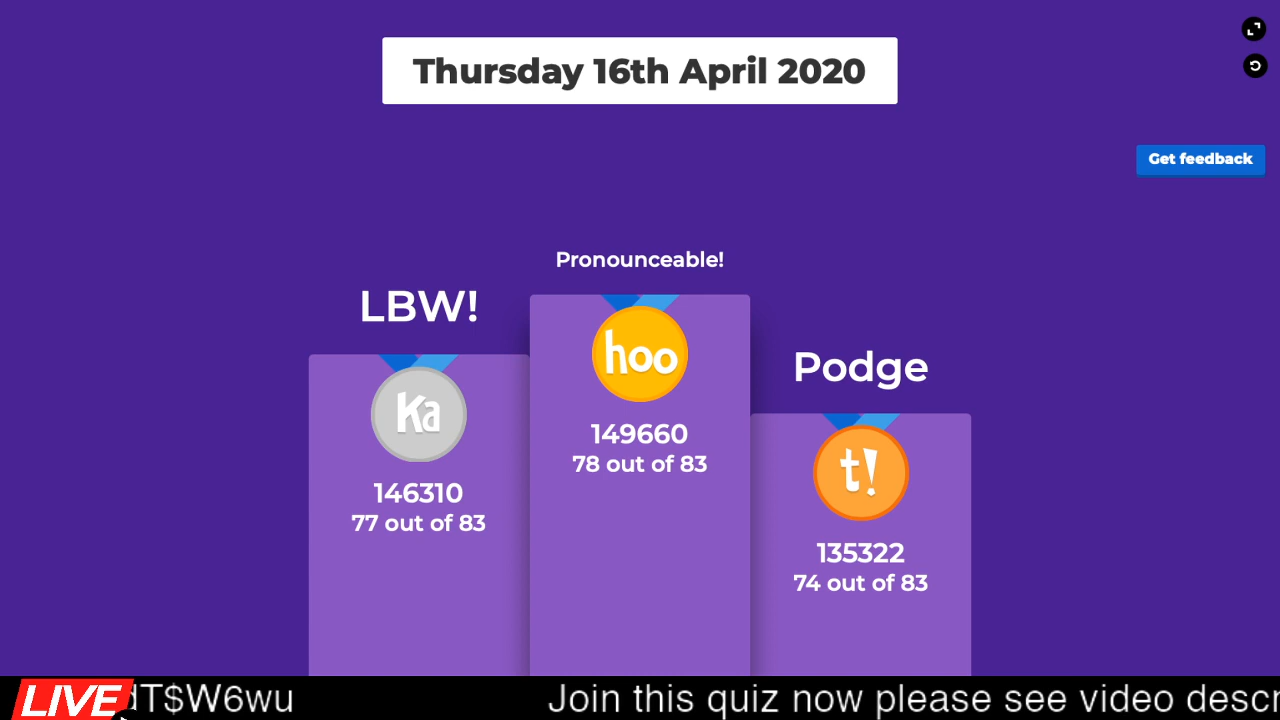 Thursday 16th April 2020
Get feedback
Pronounceable!
LBW!
Podge
hoo
Ka
t!
149660
78 out of 83
146310
77 out of 83
135322
74 out of 83
LIVE
T$W6wu
Join this quiz now please see video descr